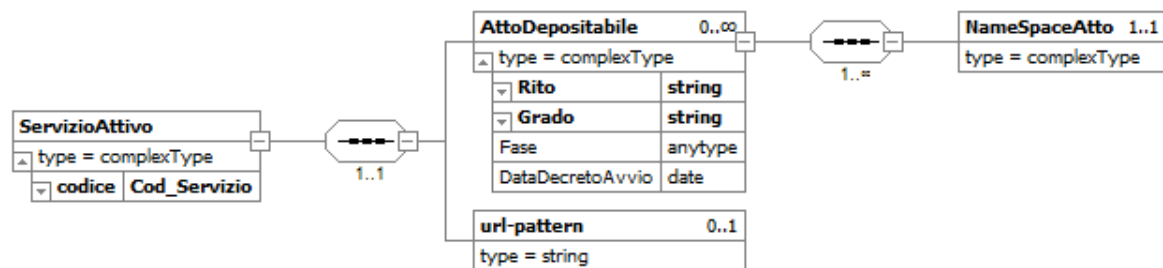 ServizioAttivo
type = complexType
codice Cod_Servizio
1..1
AttoDepositabile 0..∞
type = complexType
Rito string
Grado string
Fase anytype
DataDecretoAvvio date
url-pattern 0..1
type = string
1..¤
NameSpaceAtto 1..1
type = complexType